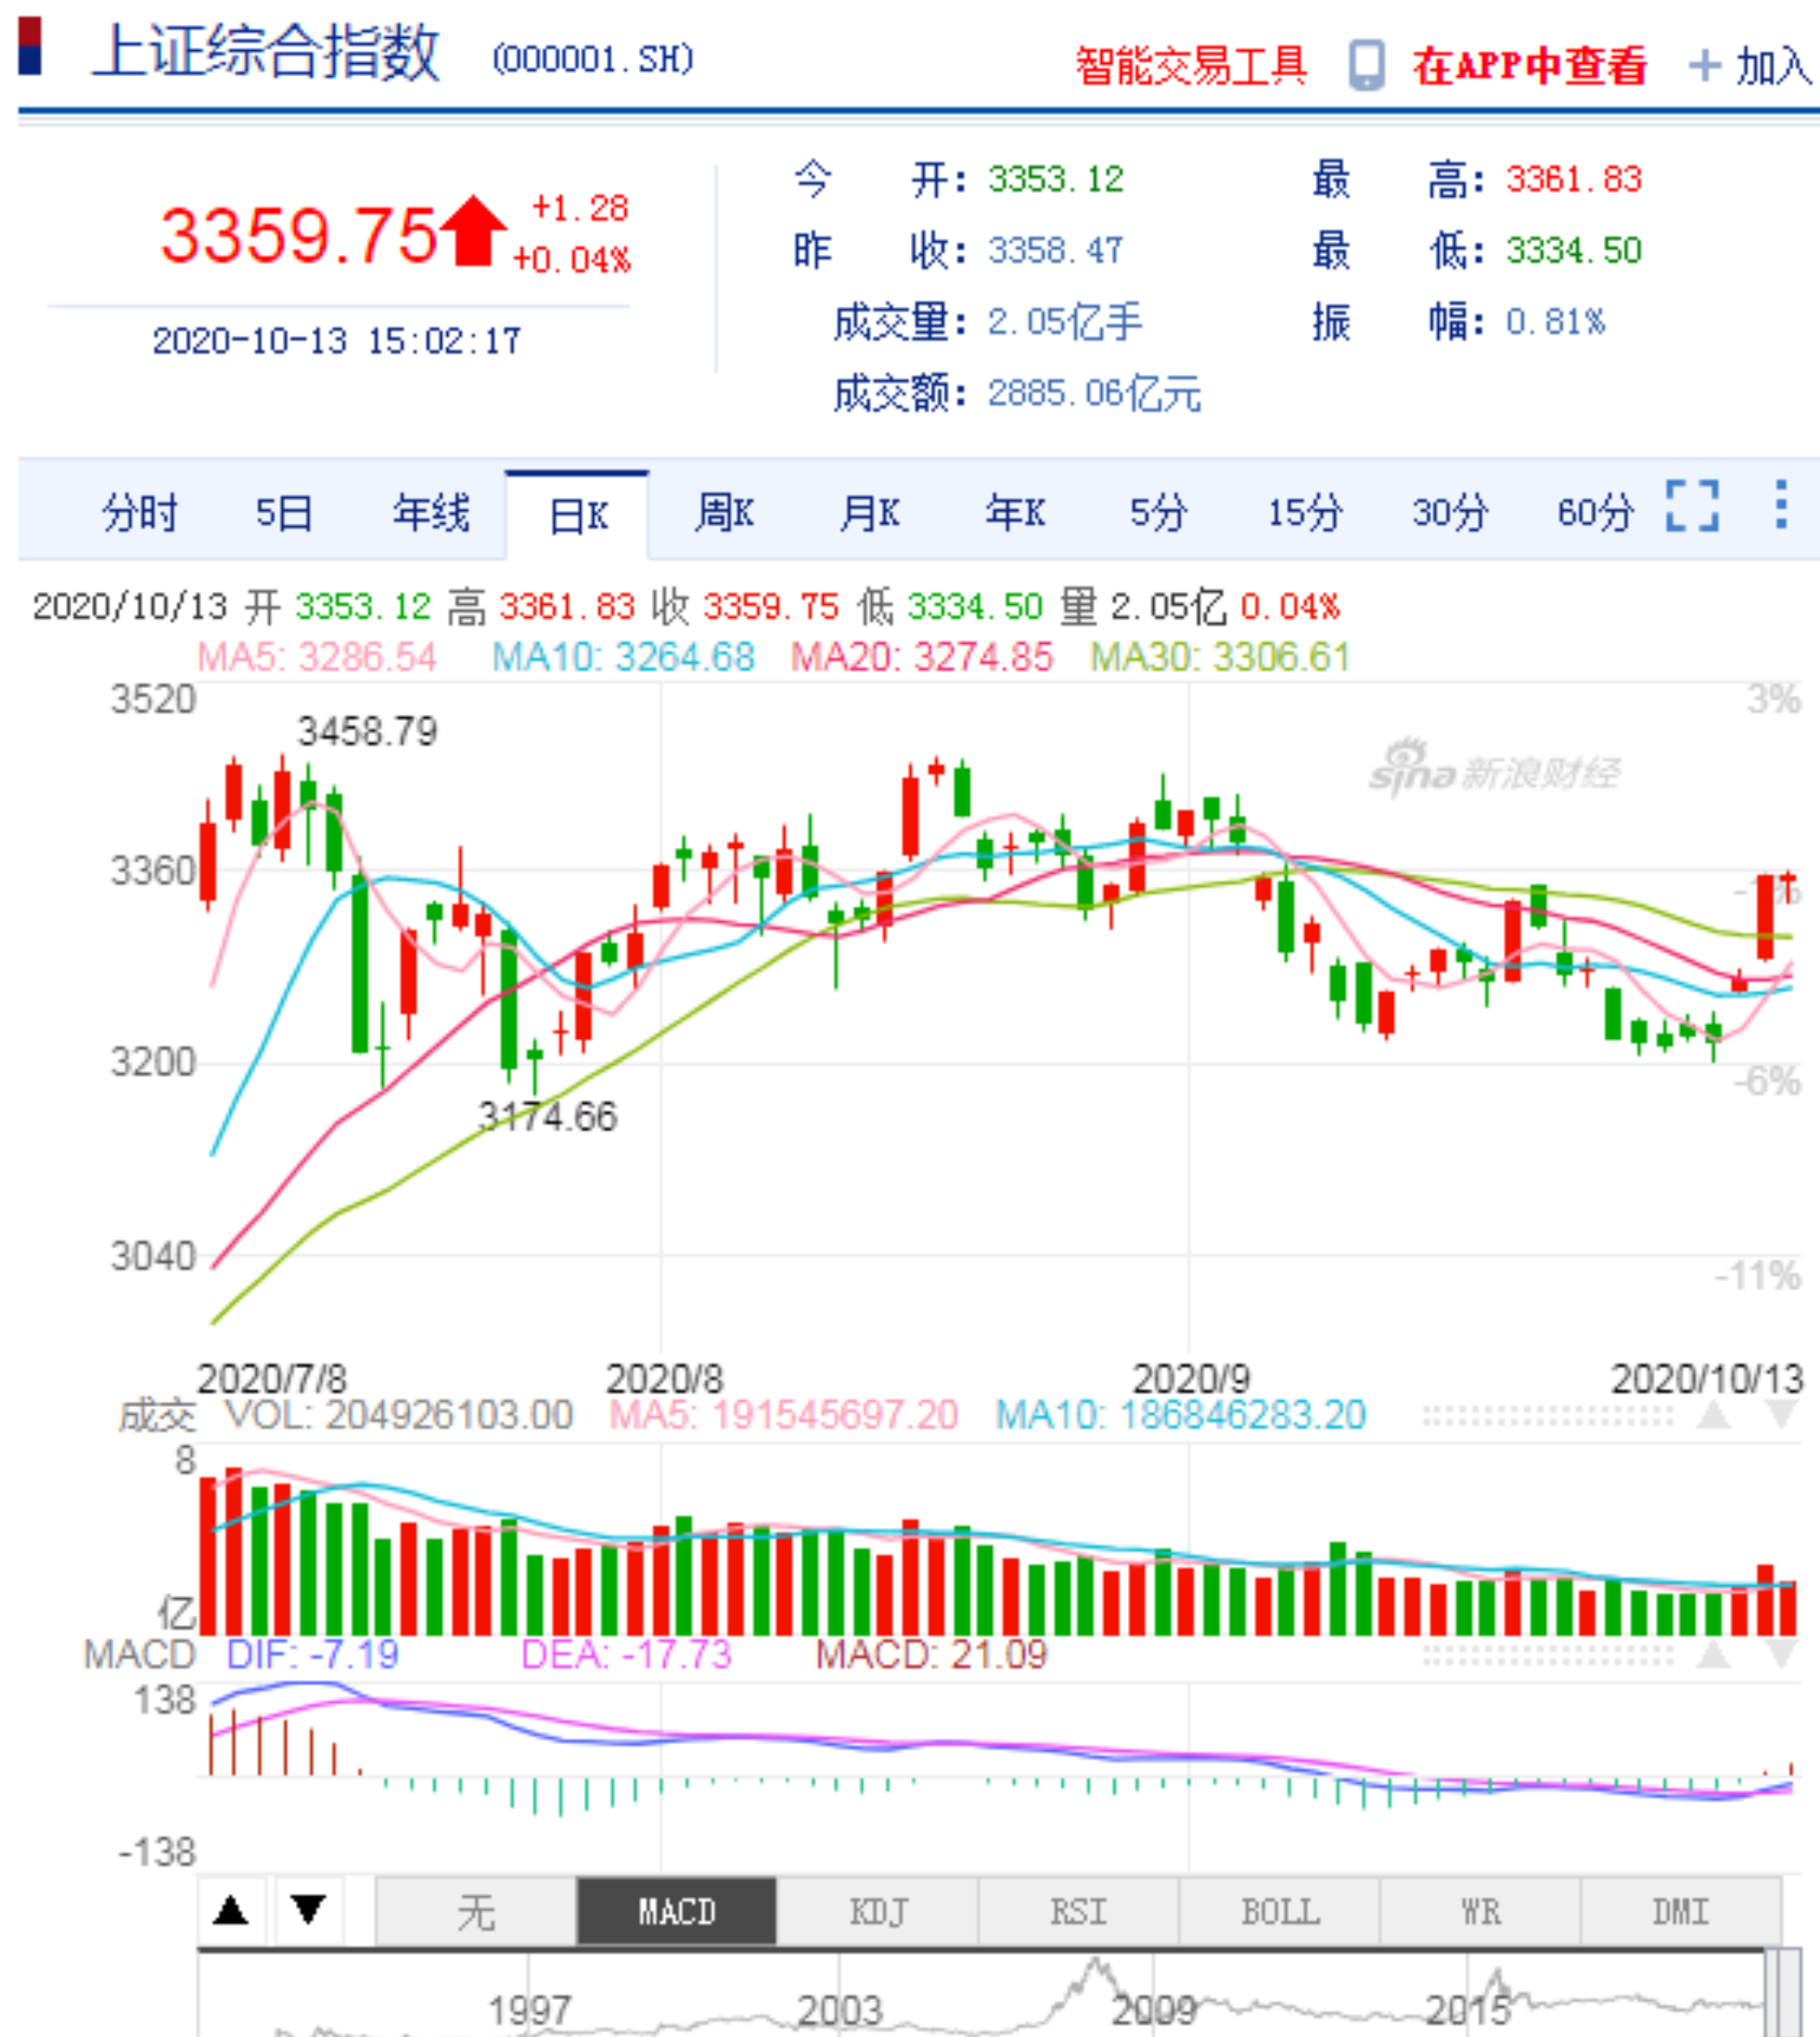 上证综合指数 (000001.SH) 智能交易工具 在APP中查看 + 加入
3359.75 +1.28
+0.04%
2020-10-13 15:02:17
今 开: 3353.12 最 高: 3361.83
昨 收: 3358.47 最 低: 3334.50
成交量: 2.05亿手 振 幅: 0.81%
成交额: 2885.06亿元
分时 5日 年线 日K 周K 月K 年K 5分 15分 30分 60分
2020/10/13 开 3353.12 高 3361.83 收 3359.75 低 3334.50 量 2.05亿 0.04%
MA5: 3286.54 MA10: 3264.68 MA20: 3274.85 MA30: 3306.61
3520 3%
3458.79
sina 新浪财经
3360
3200 -6%
3174.66
3040 -11%
2020/7/8 2020/8 2020/9 2020/10/13
成交 VOL: 204926103.00 MA5: 191545697.20 MA10: 186846283.20
8
亿
MACD DIF: -7.19 DEA: -17.73 MACD: 21.09
138
-138
▲ ▼ 无 MACD KDJ RSI BOLL WR DMI
1997 2003 2009 2015